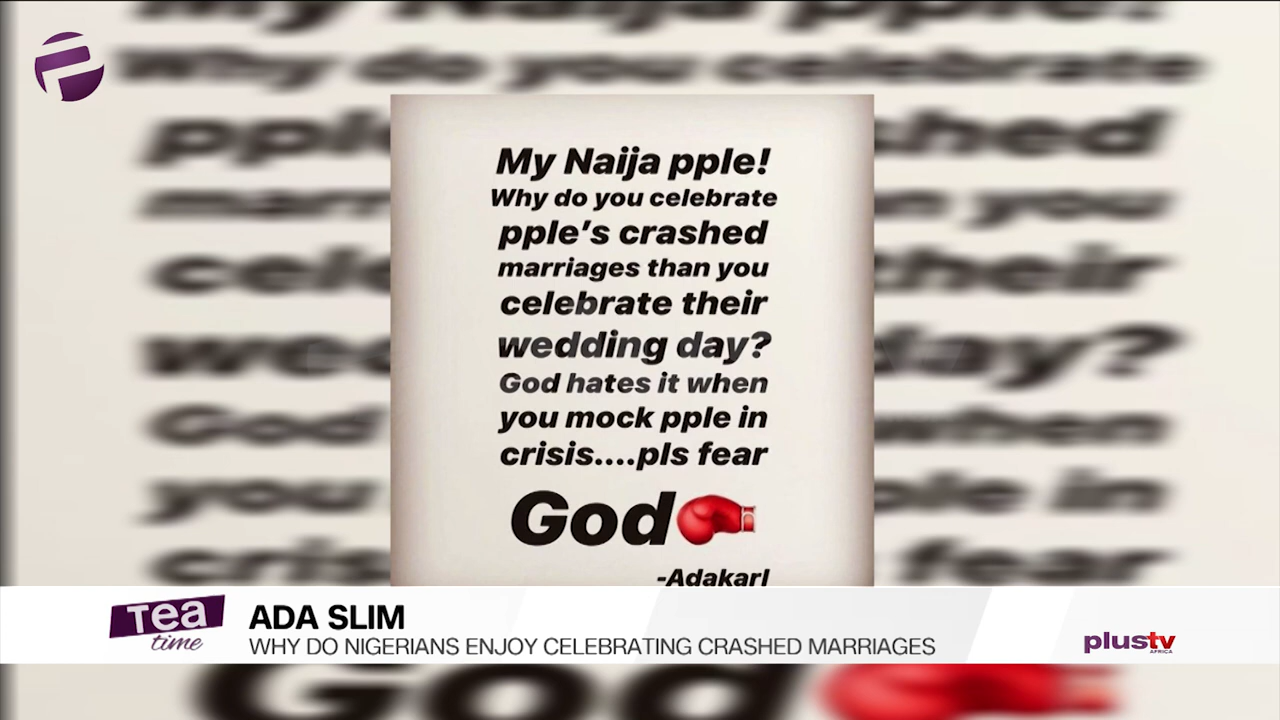 My Naija pple!
Why do you celebrate
pple's crashed
marriages than you
celebrate their
wedding day?
God hates it when
you mock pple in
crisis....pls fear
God
-Adakarl
Tea
time
ADA SLIM
WHY DO NIGERIANS ENJOY CELEBRATING CRASHED MARRIAGES
plustv
AFRICA